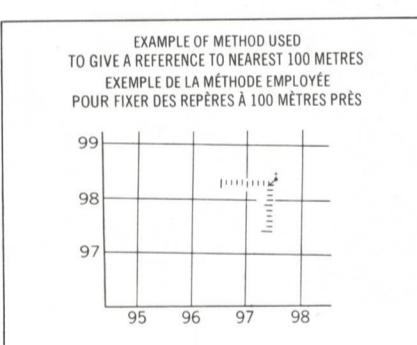 EXAMPLE OF METHOD USED
TO GIVE A REFERENCE TO NEAREST 100 METRES
EXEMPLE DE LA MÉTHODE EMPLOYÉE
POUR FIXER DES REPÈRES À 100 MÈTRES PRÈS
99
98
97
95 96 97 98